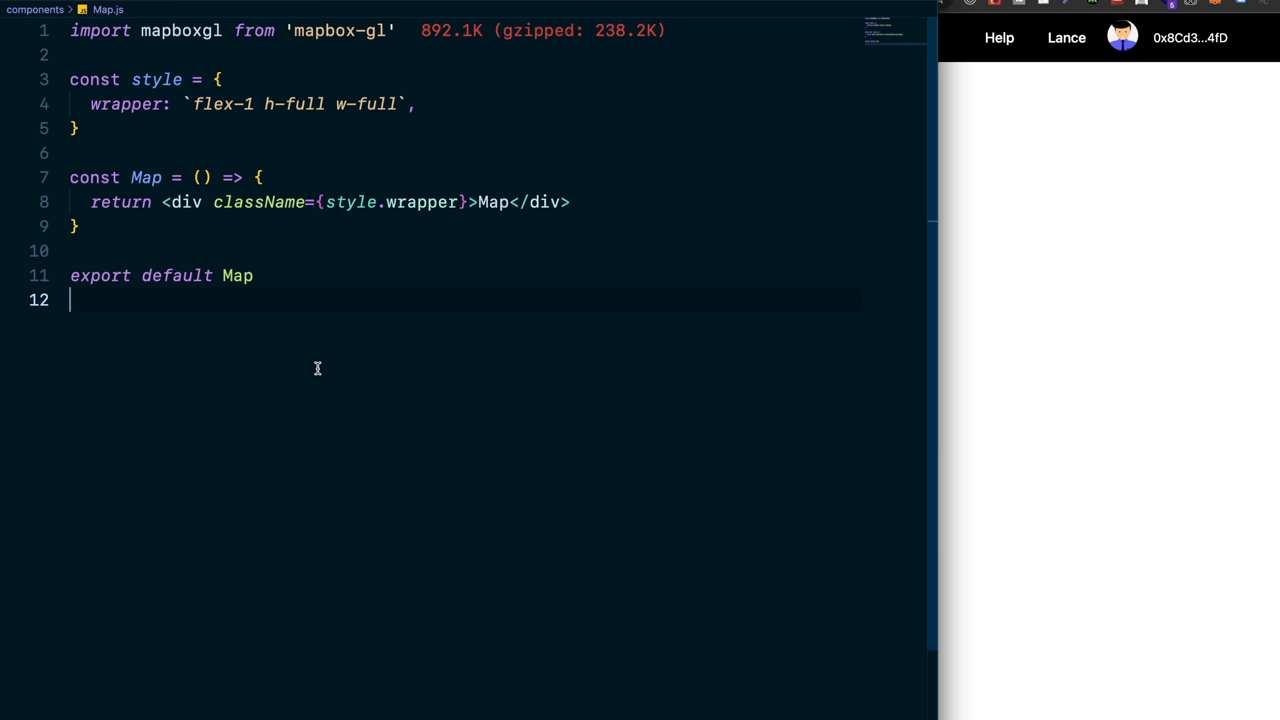 components > Map.js
1 import mapboxgl from 'mapbox-gl' 892.1K (gzipped: 238.2K)
2
3 const style = {
4 wrapper: `flex-1 h-full w-full`,
5 }
6
7 const Map = () => {
8 return <div className={style.wrapper}>Map</div>
9 }
10
11 export default Map
12
Help Lance 0x8Cd3...4fD